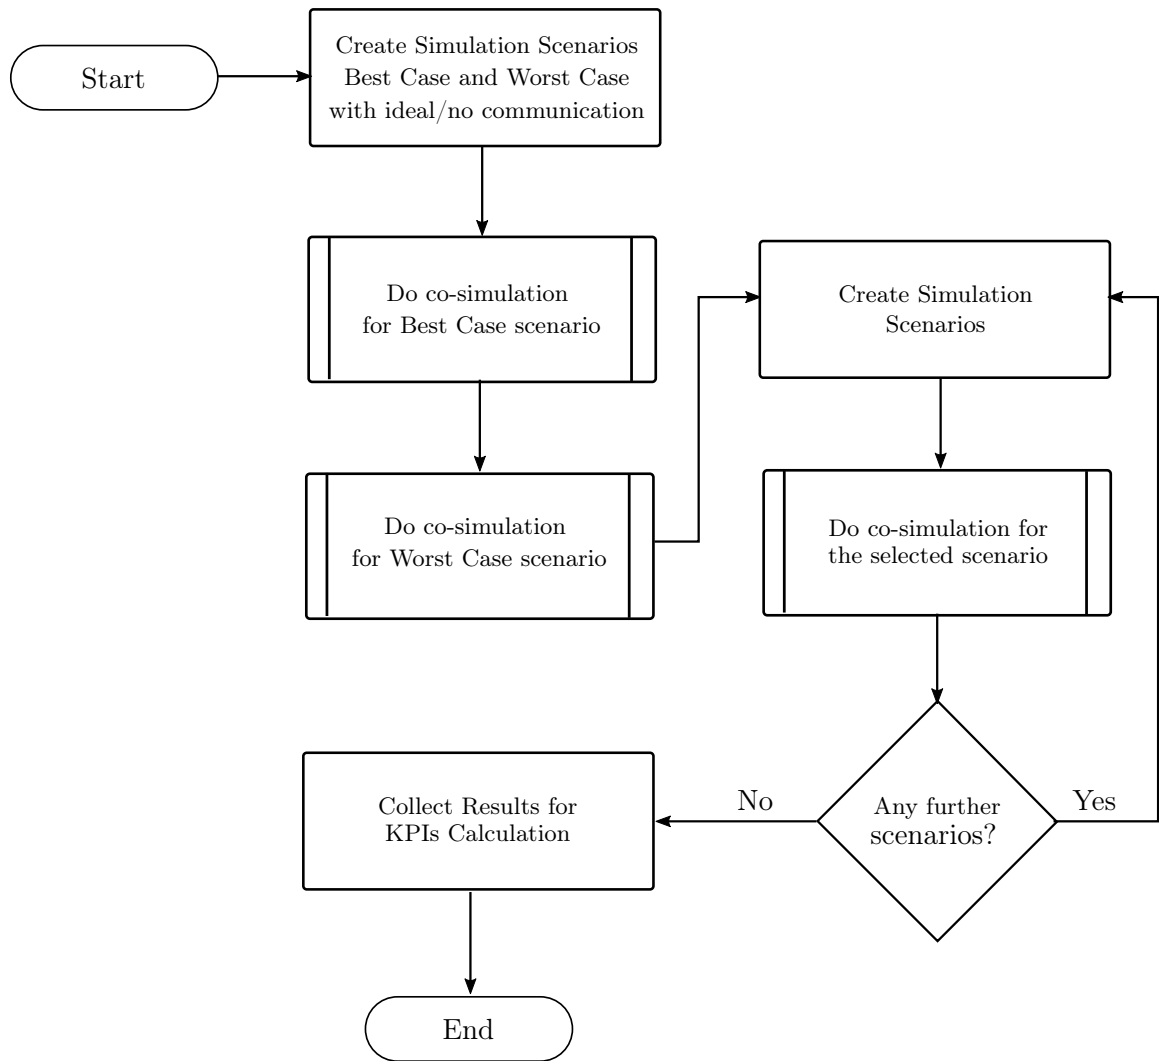 Start
Create Simulation Scenarios
Best Case and Worst Case
with ideal/no communication
Do co-simulation
for Best Case scenario
Do co-simulation
for Worst Case scenario
Create Simulation
Scenarios
Do co-simulation for
the selected scenario
Any further
scenarios?
Yes
No
Collect Results for
KPIs Calculation
End